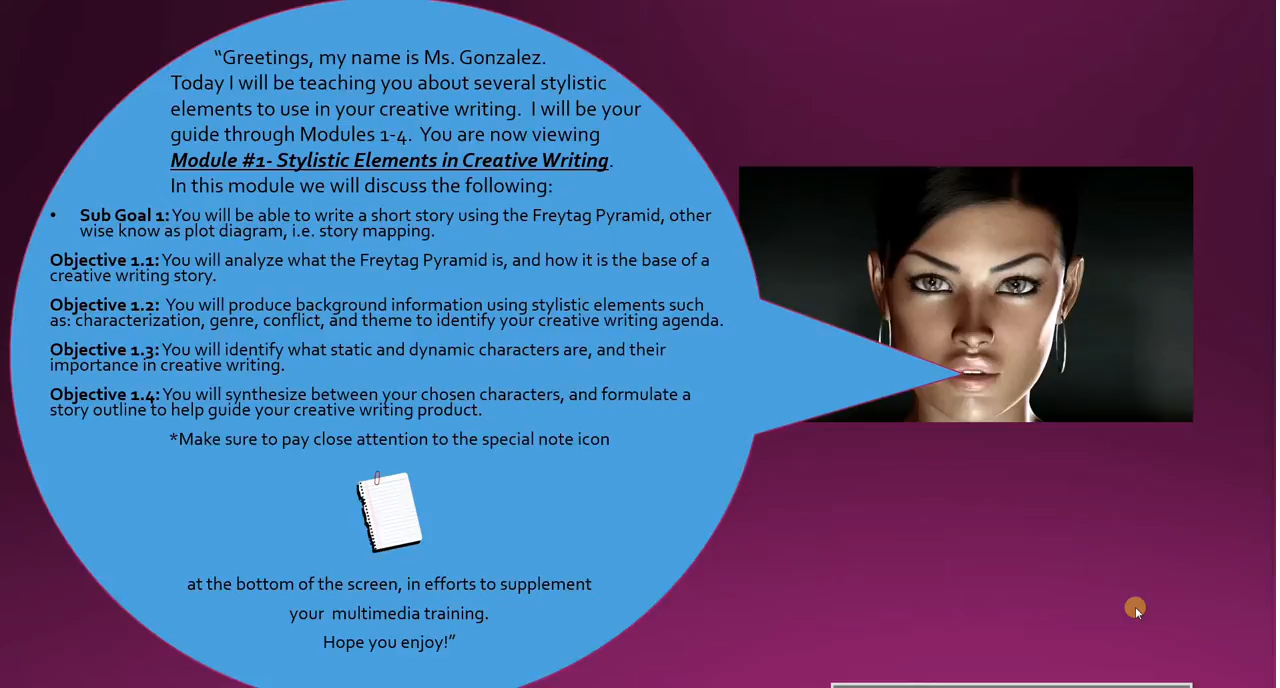 “Greetings, my name is Ms. Gonzalez.
Today I will be teaching you about several stylistic
elements to use in your creative writing.  I will be your
guide through Modules 1-4.  You are now viewing
Module #1- Stylistic Elements in Creative Writing.
In this module we will discuss the following:
• Sub Goal 1: You will be able to write a short story using the Freytag Pyramid, other
wise know as plot diagram, i.e. story mapping.
Objective 1.1: You will analyze what the Freytag Pyramid is, and how it is the base of a
creative writing story.
Objective 1.2:  You will produce background information using stylistic elements such
as: characterization, genre, conflict, and theme to identify your creative writing agenda.
Objective 1.3: You will identify what static and dynamic characters are, and their
importance in creative writing.
Objective 1.4: You will synthesize between your chosen characters, and formulate a
story outline to help guide your creative writing product.
*Make sure to pay close attention to the special note icon
at the bottom of the screen, in efforts to supplement
your  multimedia training.
Hope you enjoy!”